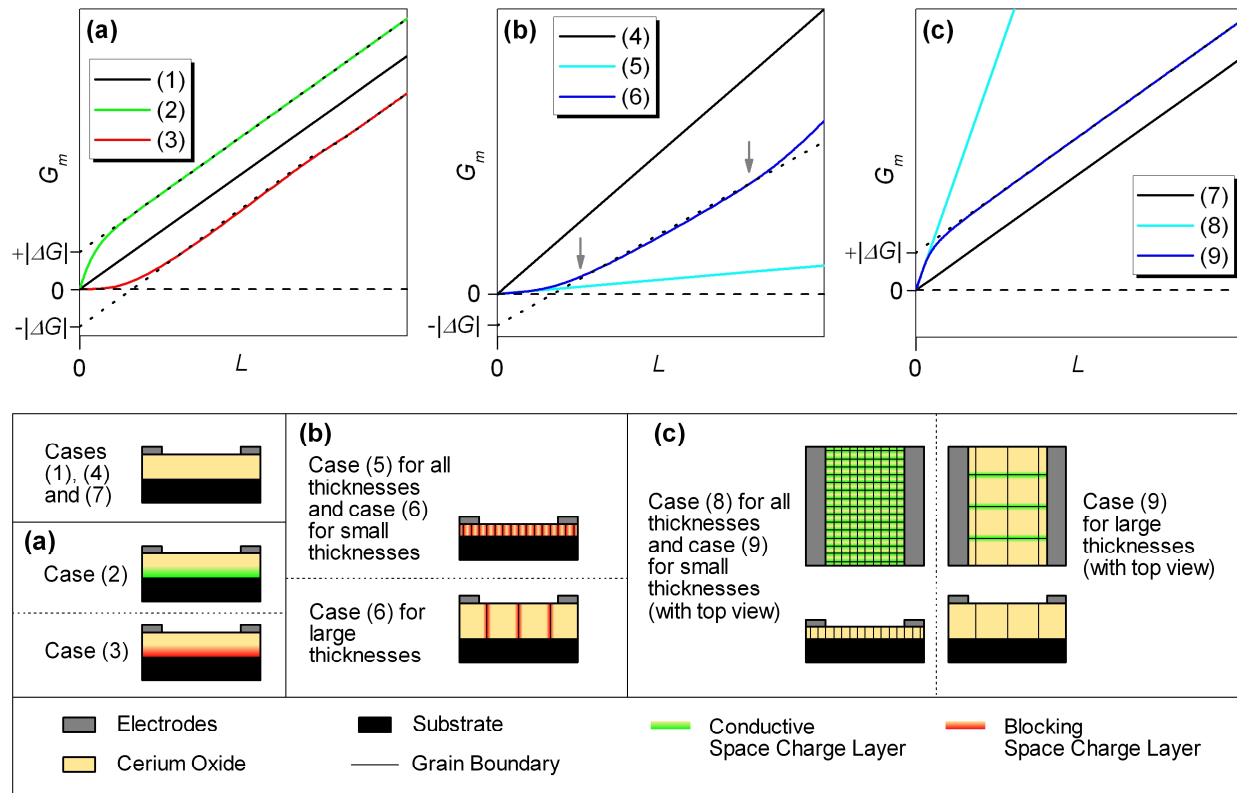 (a)
(1)
(2)
(3)
Gm
+|ΔG|
0
-|ΔG|
0
L
(b)
(4)
(5)
(6)
Gm
0
-|ΔG|
0
L
(c)
(7)
(8)
(9)
Gm
+|ΔG|
0
0
L
Cases
(1), (4)
and (7)
(a)
Case (2)
Case (3)
(b)
Case (5) for all
thicknesses
and case (6)
for small
thicknesses
Case (6) for
large
thicknesses
(c)
Case (8) for all
thicknesses
and case (9)
for small
thicknesses
(with top view)
Case (9)
for large
thicknesses
(with top view)
Electrodes
Cerium Oxide
Substrate
Grain Boundary
Conductive
Space Charge Layer
Blocking
Space Charge Layer